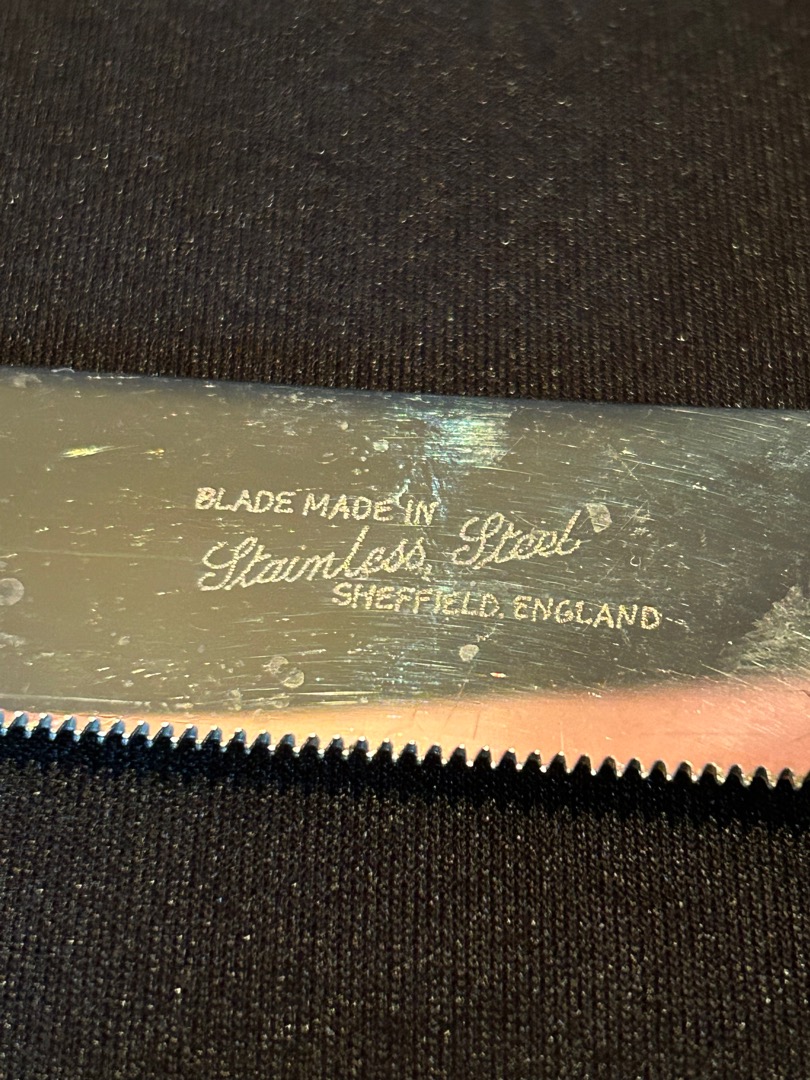 BLADE MADE IN
Stainless Steel
SHEFFIELD. ENGLAND